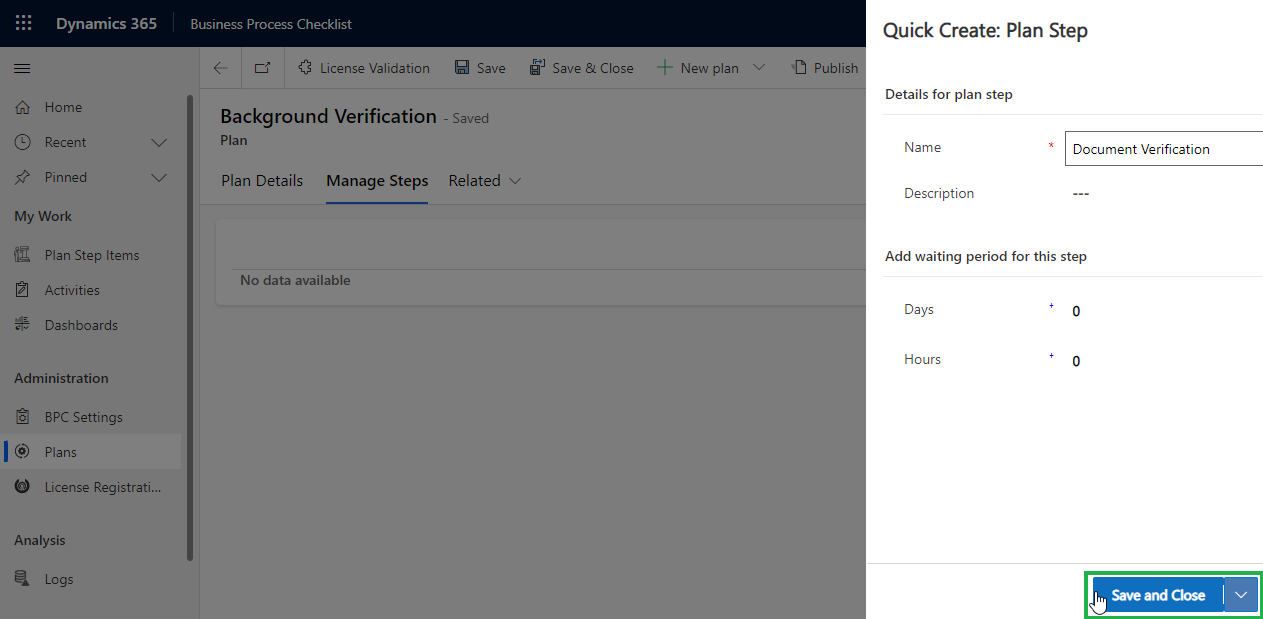 Dynamics 365 Business Process Checklist
Home
Recent
Pinned
My Work
Plan Step Items
Activities
Dashboards
Administration
BPC Settings
Plans
License Registrati...
Analysis
Logs
License Validation Save Save & Close New plan Publish
Background Verification - Saved
Plan
Plan Details Manage Steps Related
No data available
Quick Create: Plan Step
Details for plan step
Name * Document Verification
Description ---
Add waiting period for this step
Days + 0
Hours + 0
Save and Close